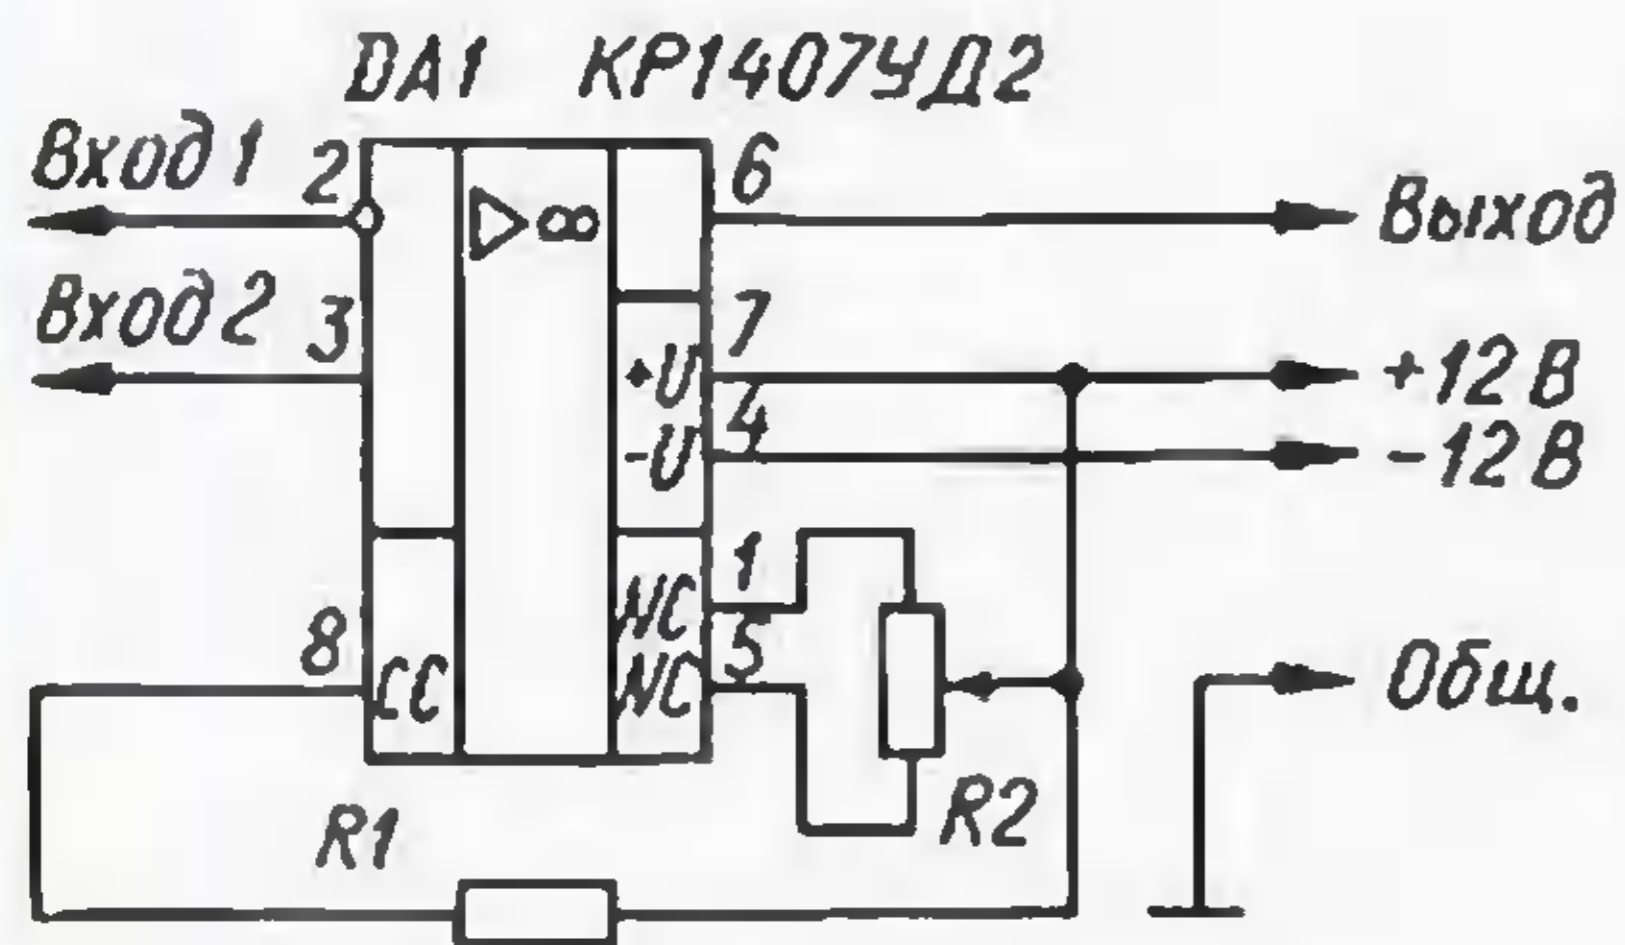 DA1 КР1407УД2
Вход 1
2
6
▷∞
Выход
Вход 2
3
7
+U
+12 В
4
-U
-12 В
1
NC
5
NC
8
CC
Общ.
R1
R2